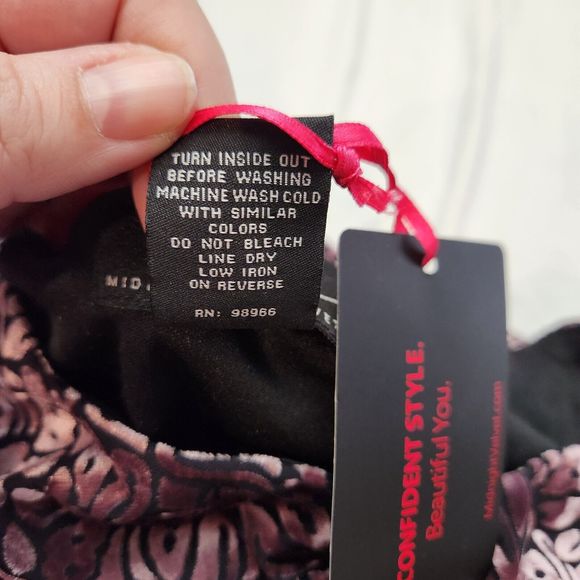 TURN INSIDE OUT
BEFORE WASHING
MACHINE WASH COLD
WITH SIMILAR
COLORS
DO NOT BLEACH
LINE DRY
LOW IRON
ON REVERSE
RN: 98966
CONFIDENT STYLE.
Beautiful You.
MidnightVelvet.com